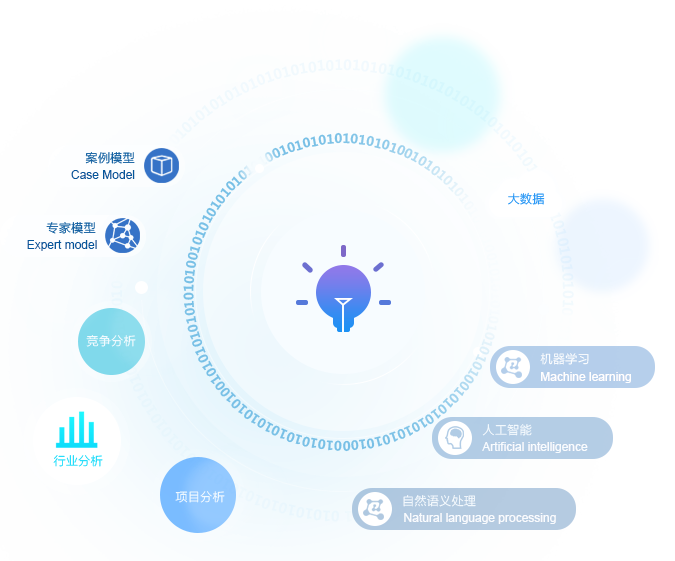 案例模型
Case Model
大数据
专家模型
Expert model
竞争分析
机器学习
Machine learning
人工智能
Artificial intelligence
行业分析
项目分析
自然语义处理
Natural language processing